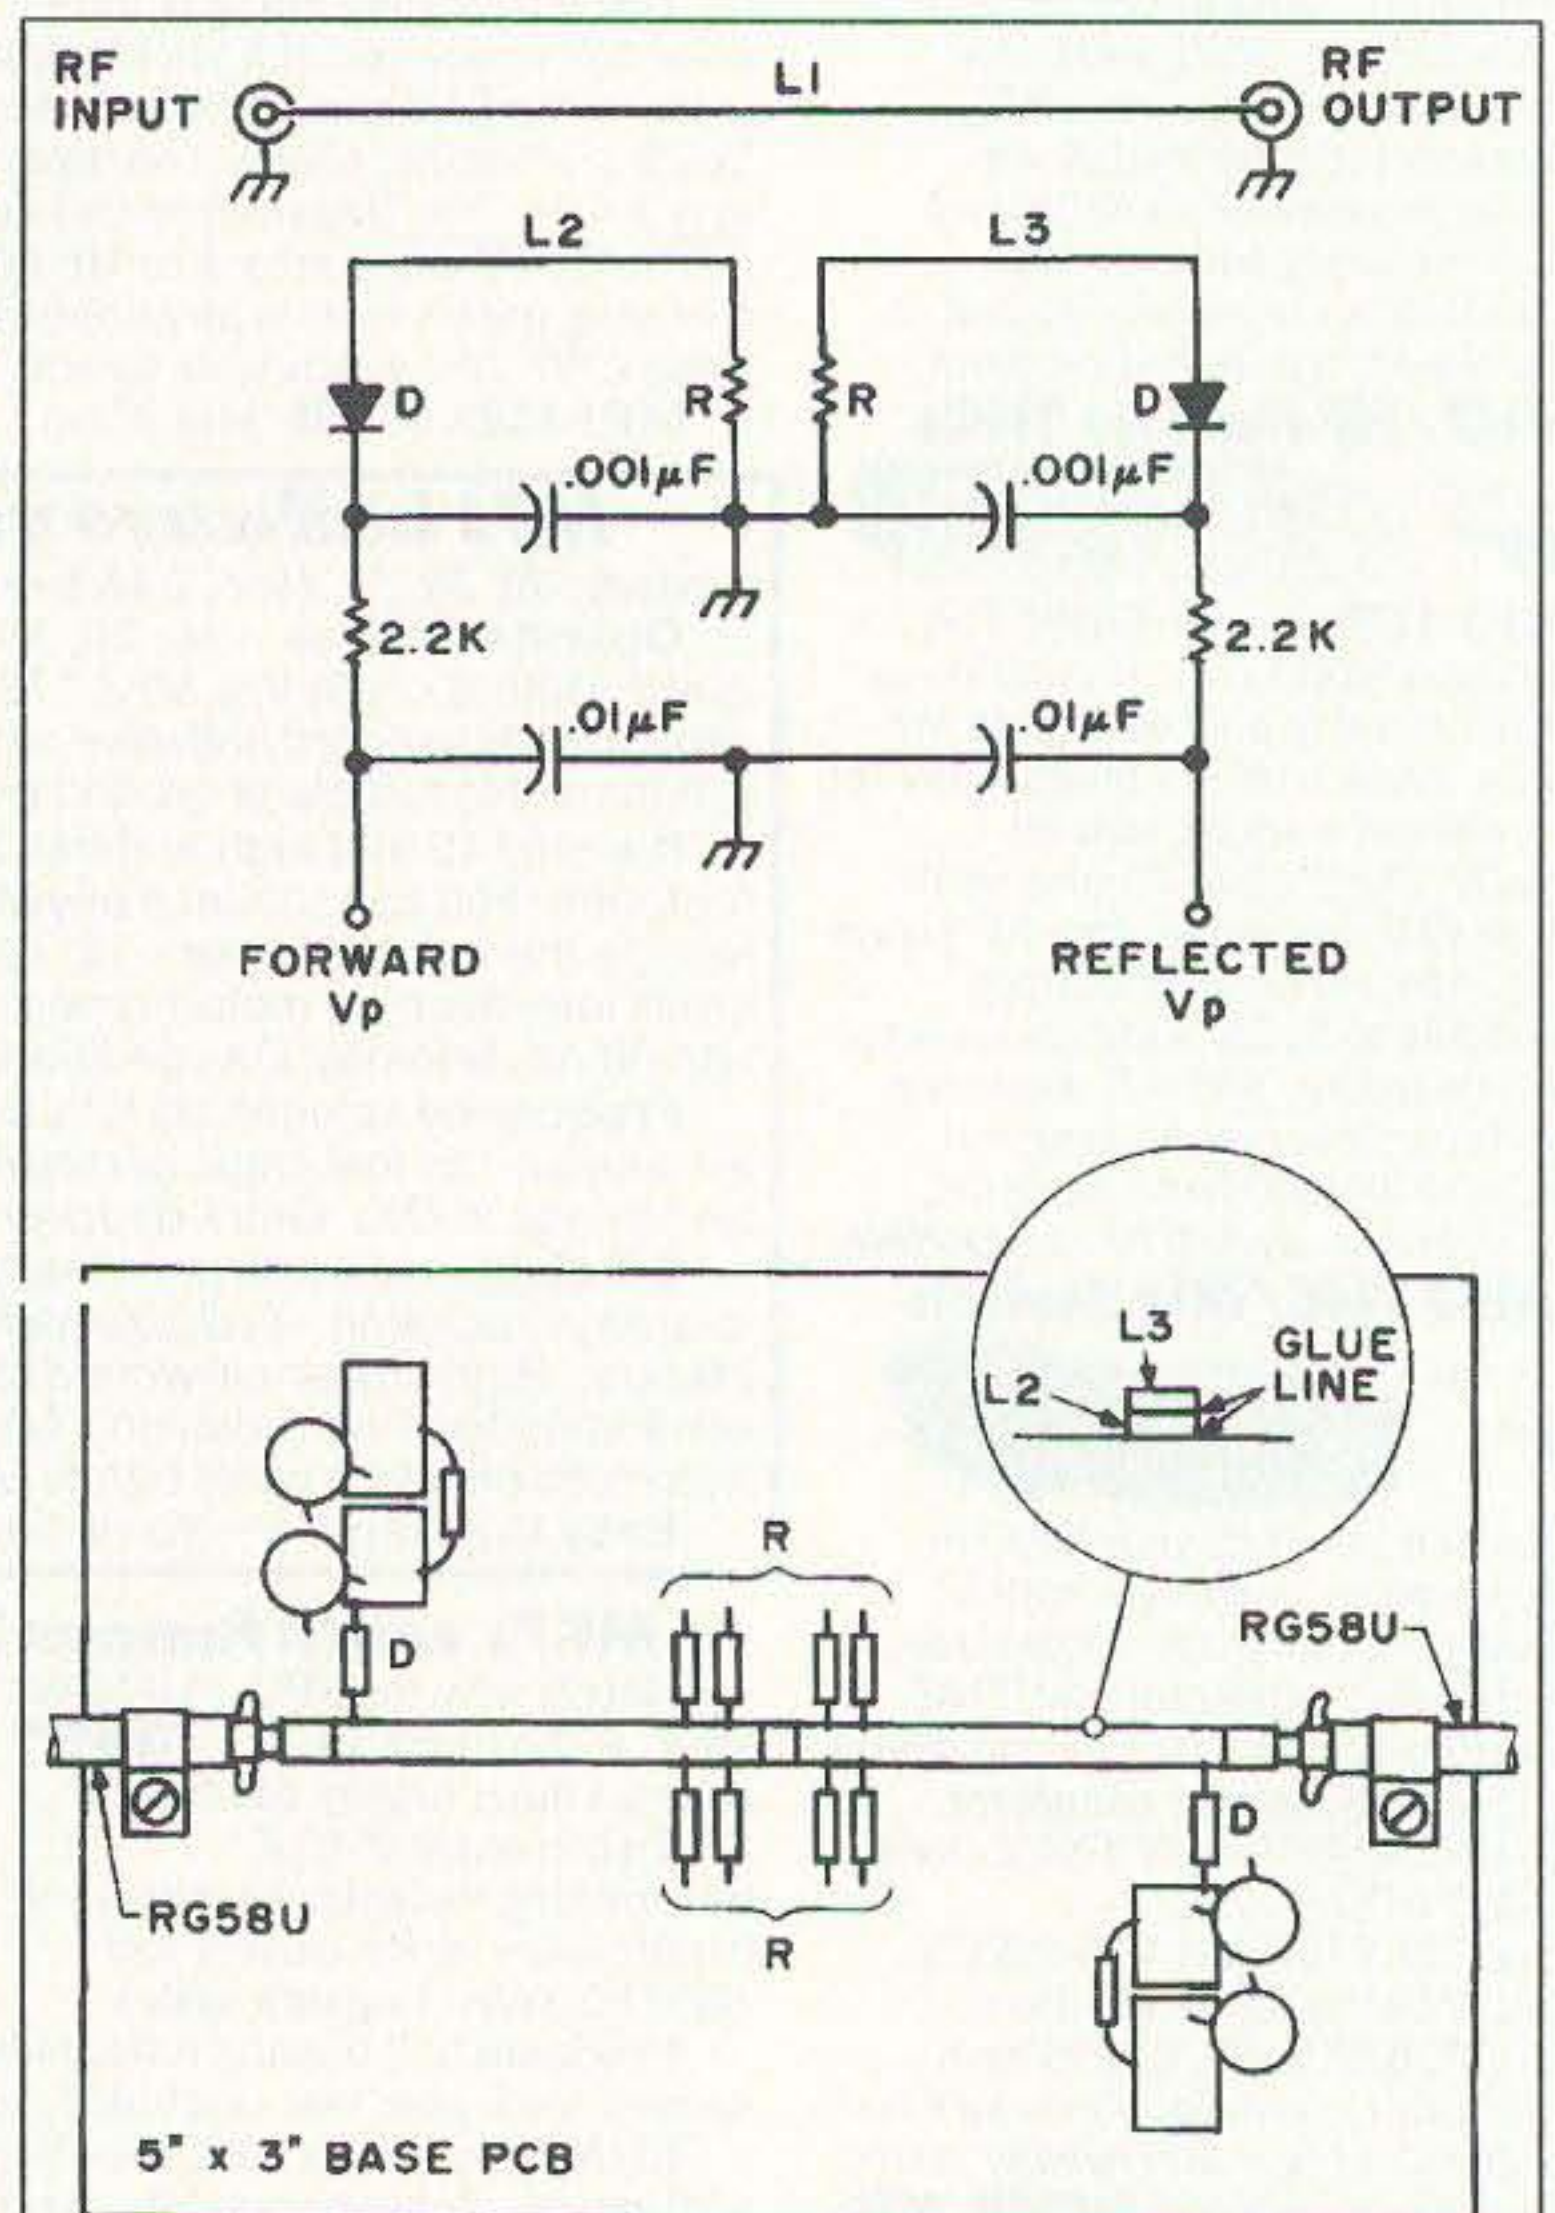 RF
INPUT
L1
RF
OUTPUT
L2
L3
D
R
R
D
.001µF
.001µF
2.2K
2.2K
.01µF
.01µF
FORWARD
Vp
REFLECTED
Vp
L3
GLUE
LINE
L2
R
RG58U
D
D
RG58U
R
5" x 3" BASE PCB